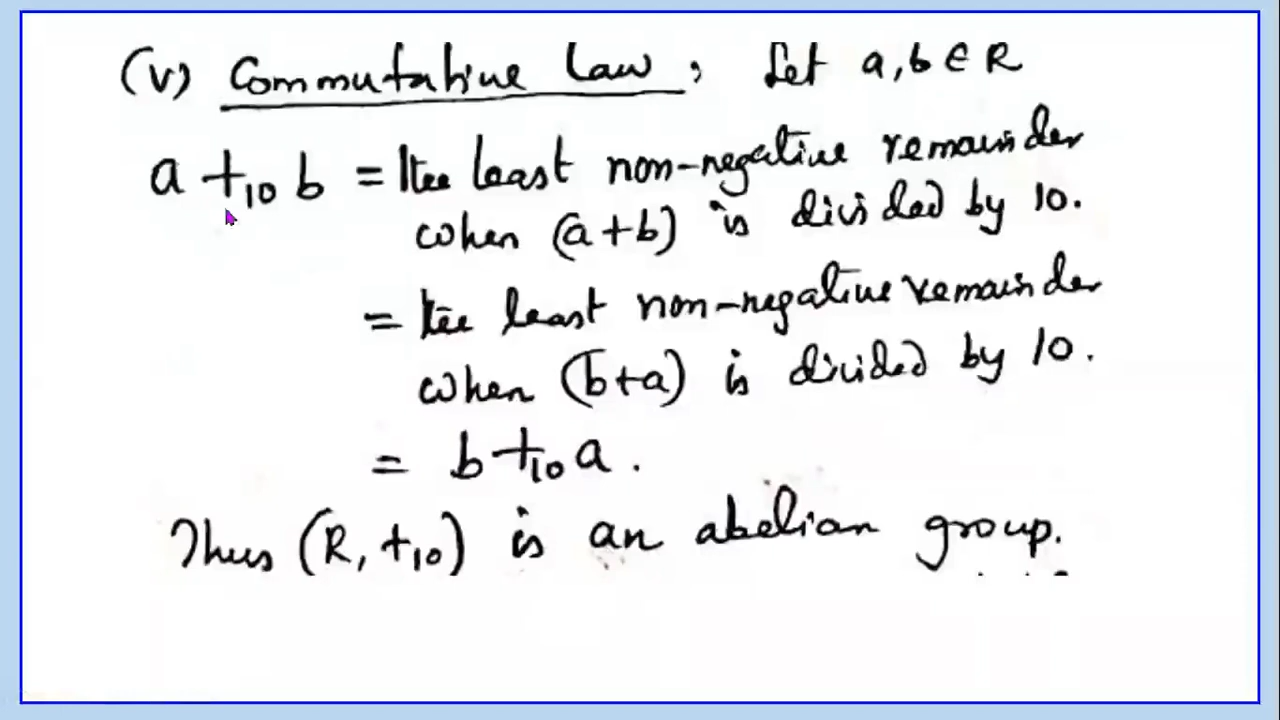 (v) Commutative Law, Let a, b ∈ R
a +₁₀ b = the least non-negative remainder
when (a+b) is divided by 10.
= the least non-negative remainder
when (b+a) is divided by 10.
= b +₁₀ a.
Thus (R, +₁₀) is an abelian group.